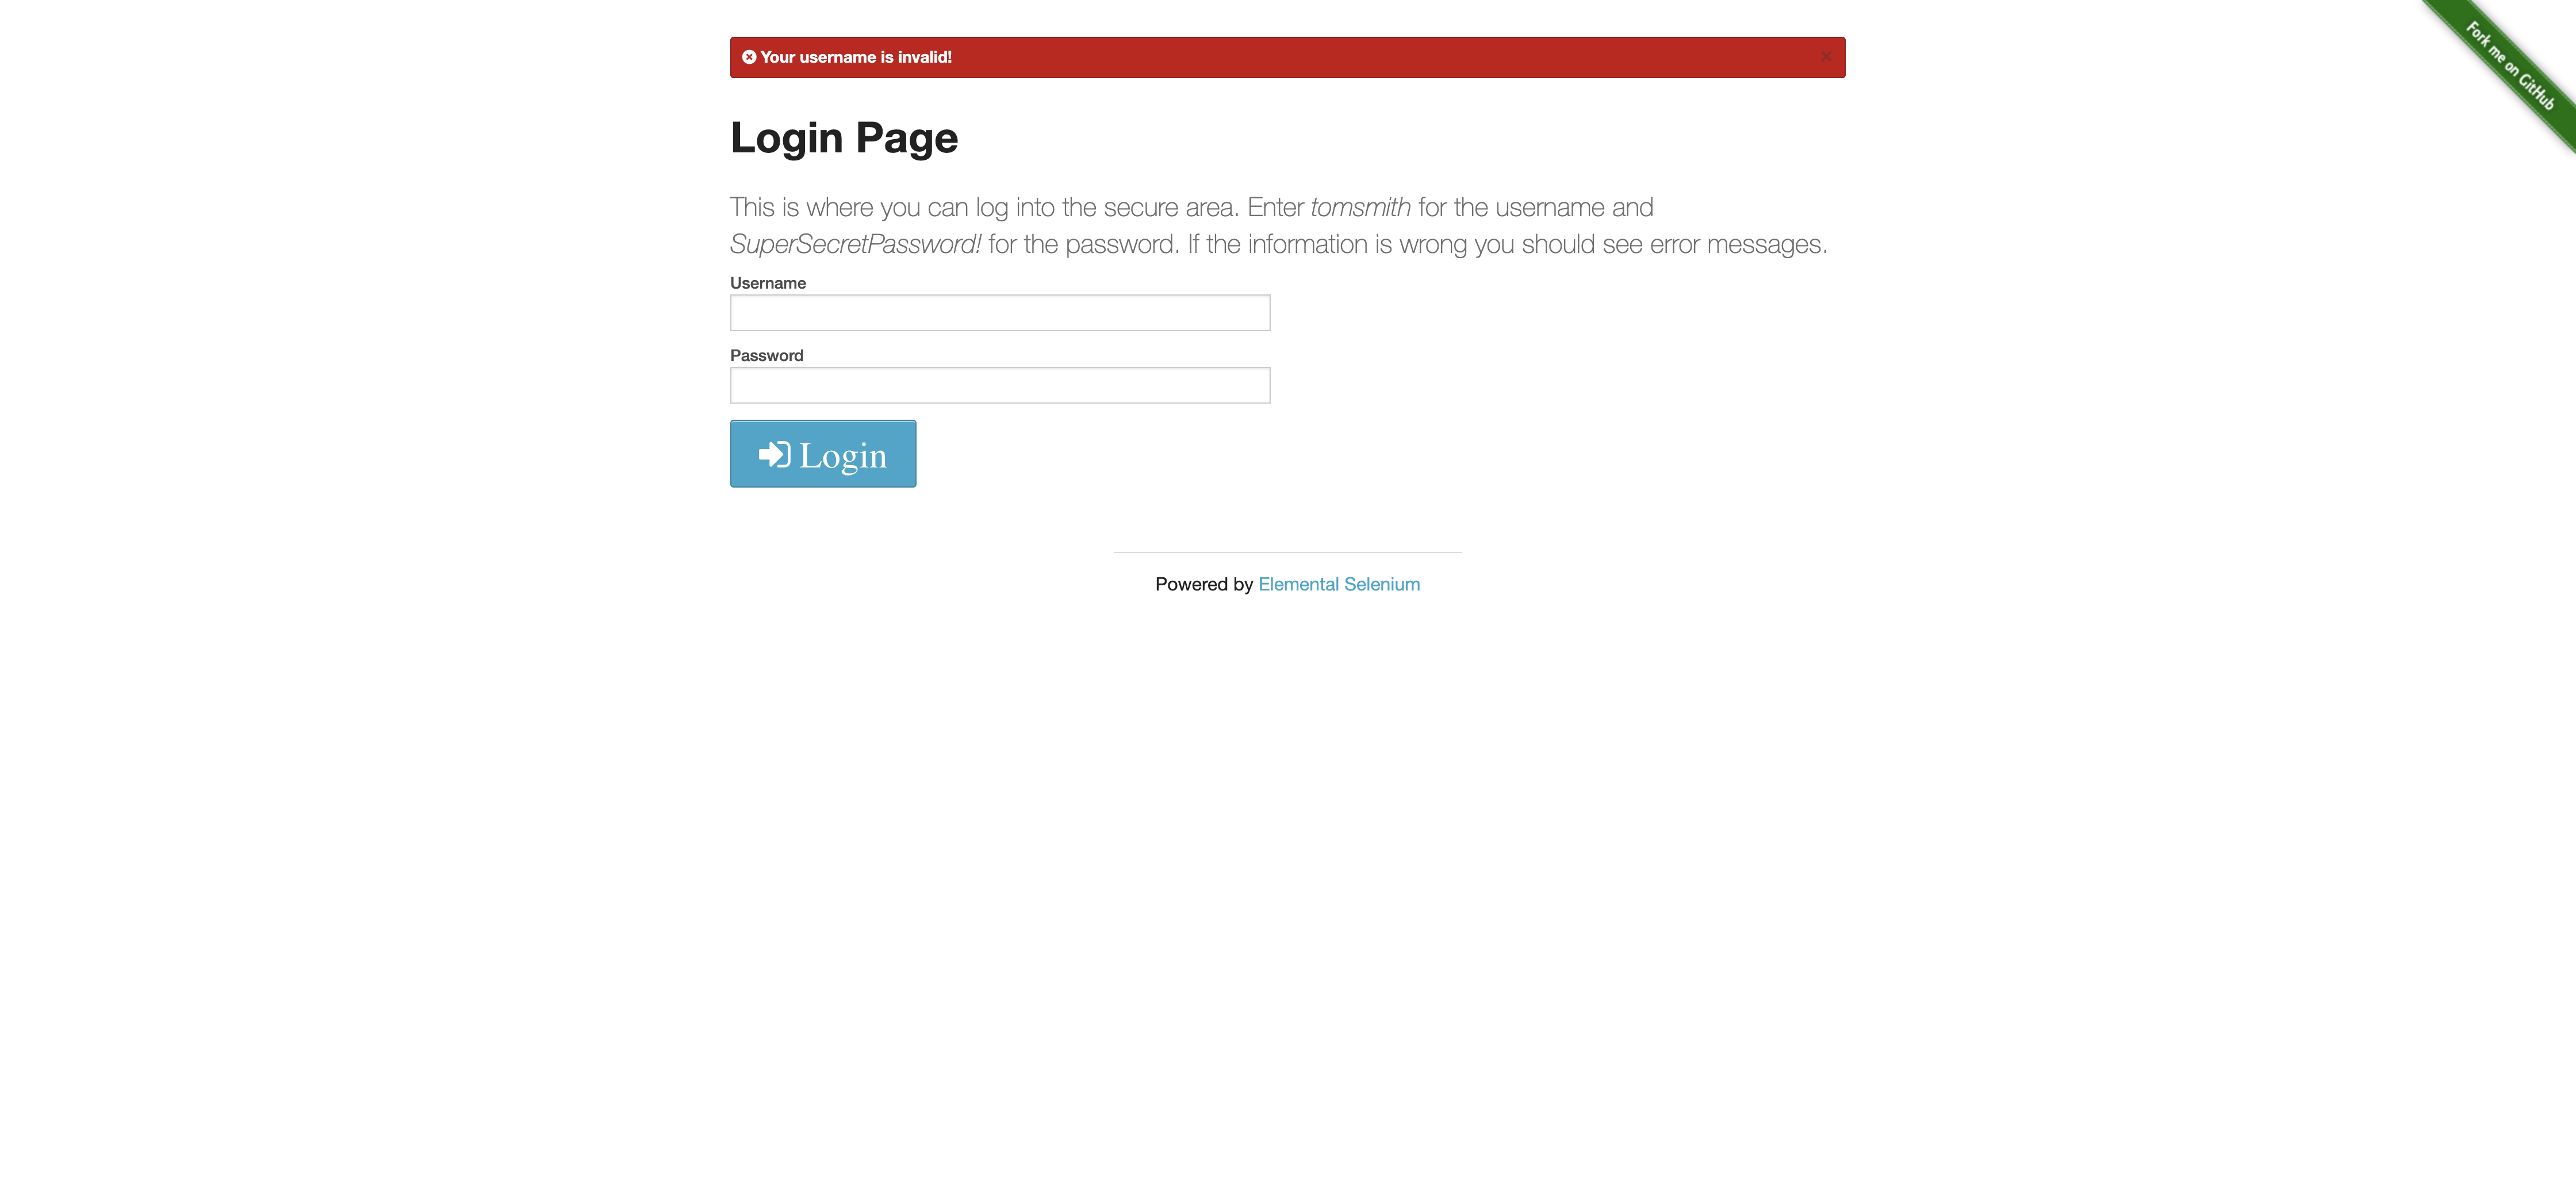 Your username is invalid!
Fork me on GitHub
Login Page
This is where you can log into the secure area. Enter tomsmith for the username and
SuperSecretPassword! for the password. If the information is wrong you should see error messages.
Username
Password
Login
Powered by Elemental Selenium